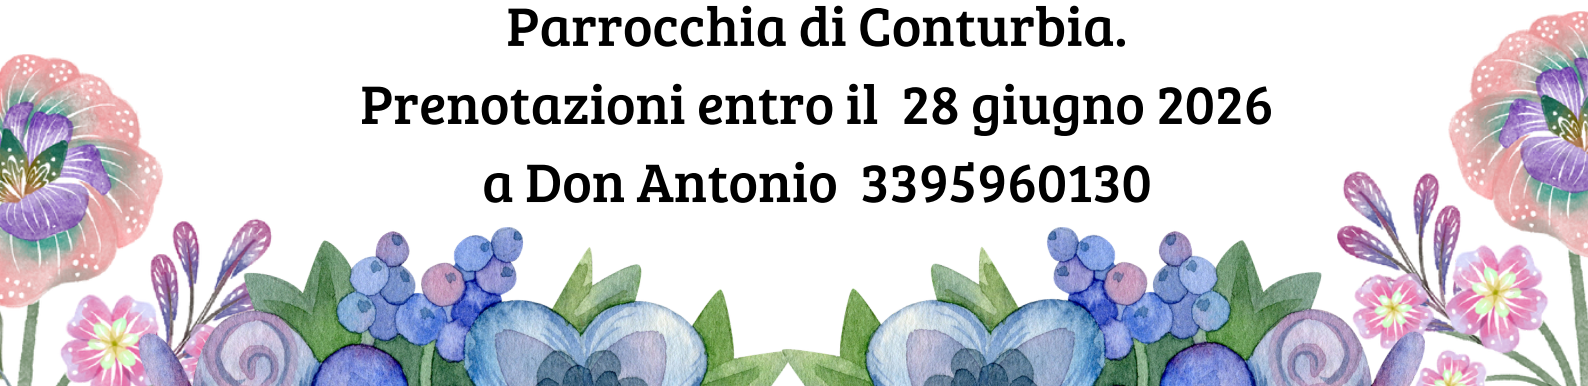 Parrocchia di Conturbia.
Prenotazioni entro il 28 giugno 2026
a Don Antonio 3395960130